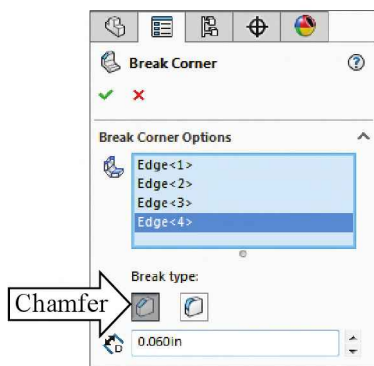 Break Corner
Break Corner Options
Edge<1>
Edge<2>
Edge<3>
Edge<4>
Break type:
Chamfer
D
0.060in